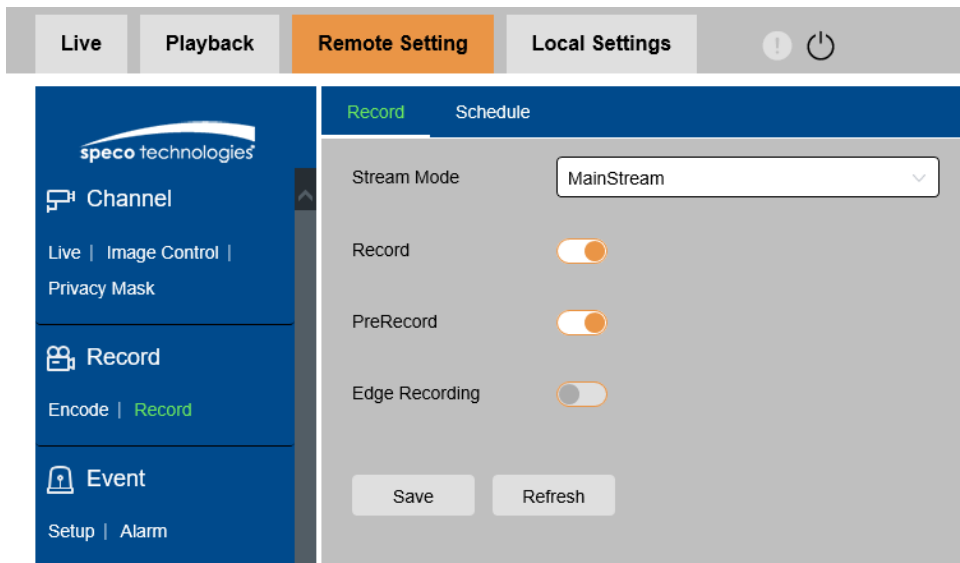 Live Playback Remote Setting Local Settings
speco technologies
Channel
Live | Image Control |
Privacy Mask
Record
Encode | Record
Event
Setup | Alarm
Record Schedule
Stream Mode MainStream
Record
PreRecord
Edge Recording
Save Refresh